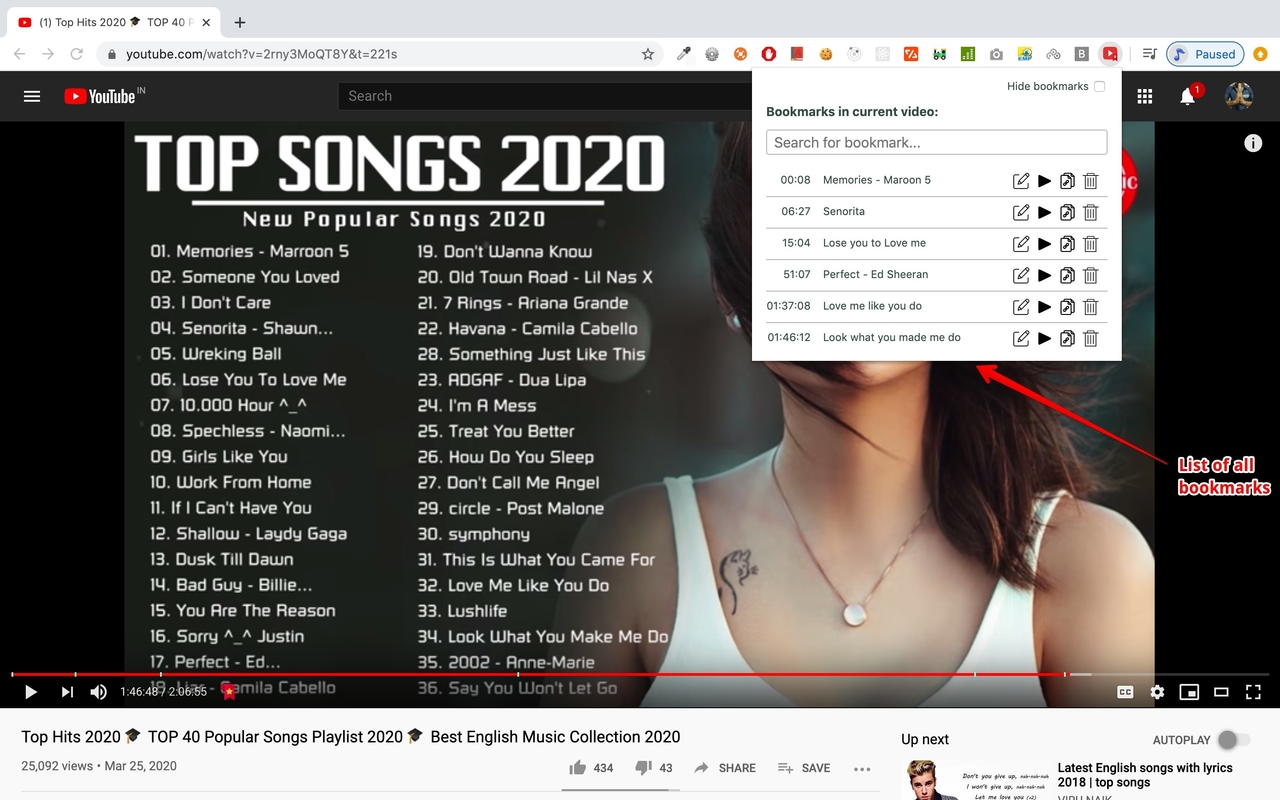 (1) Top Hits 2020 🎓 TOP 40 P
youtube.com/watch?v=2rny3MoQT8Y&t=221s
Paused
YouTube IN
Search
1
Hide bookmarks
Bookmarks in current video:
Search for bookmark...
00:08 Memories - Maroon 5
06:27 Senorita
15:04 Lose you to Love me
51:07 Perfect - Ed Sheeran
01:37:08 Love me like you do
01:46:12 Look what you made me do
List of all
bookmarks
TOP SONGS 2020
New Popular Songs 2020
01. Memories - Marroon 5
02. Someone You Loved
03. I Don't Care
04. Senorita - Shawn...
05. Wreking Ball
06. Lose You To Love Me
07. 10.000 Hour ^_^
08. Spechless - Naomi...
09. Girls Like You
10. Work From Home
11. If I Can't Have You
12. Shallow - Laydy Gaga
13. Dusk Till Dawn
14. Bad Guy - Billie...
15. You Are The Reason
16. Sorry ^_^ Justin
17. Perfect - Ed...
Camila Cabello
19. Don't Wanna Know
20. Old Town Road - Lil Nas X
21. 7 Rings - Ariana Grande
22. Havana - Camila Cabello
28. Something Just Like This
23. ADGAF - Dua Lipa
24. I'm A Mess
25. Treat You Better
26. How Do You Sleep
27. Don't Call Me Angel
29. circle - Post Malone
30. symphony
31. This Is What You Came For
32. Love Me Like You Do
33. Lushlife
34. Look What You Make Me Do
35. 2002 - Anne-Marie
36. Say You Won't Let Go
1:46:48 / 2:06:55
CC
Top Hits 2020 🎓 TOP 40 Popular Songs Playlist 2020 🎓 Best English Music Collection 2020
25,092 views • Mar 25, 2020
434
43
SHARE
SAVE
Up next
AUTOPLAY
Don't you give up, nah-nah-nah
I won't give up, nah-nah-nah
Let me love you (x2)
Latest English songs with lyrics
2018 | top songs